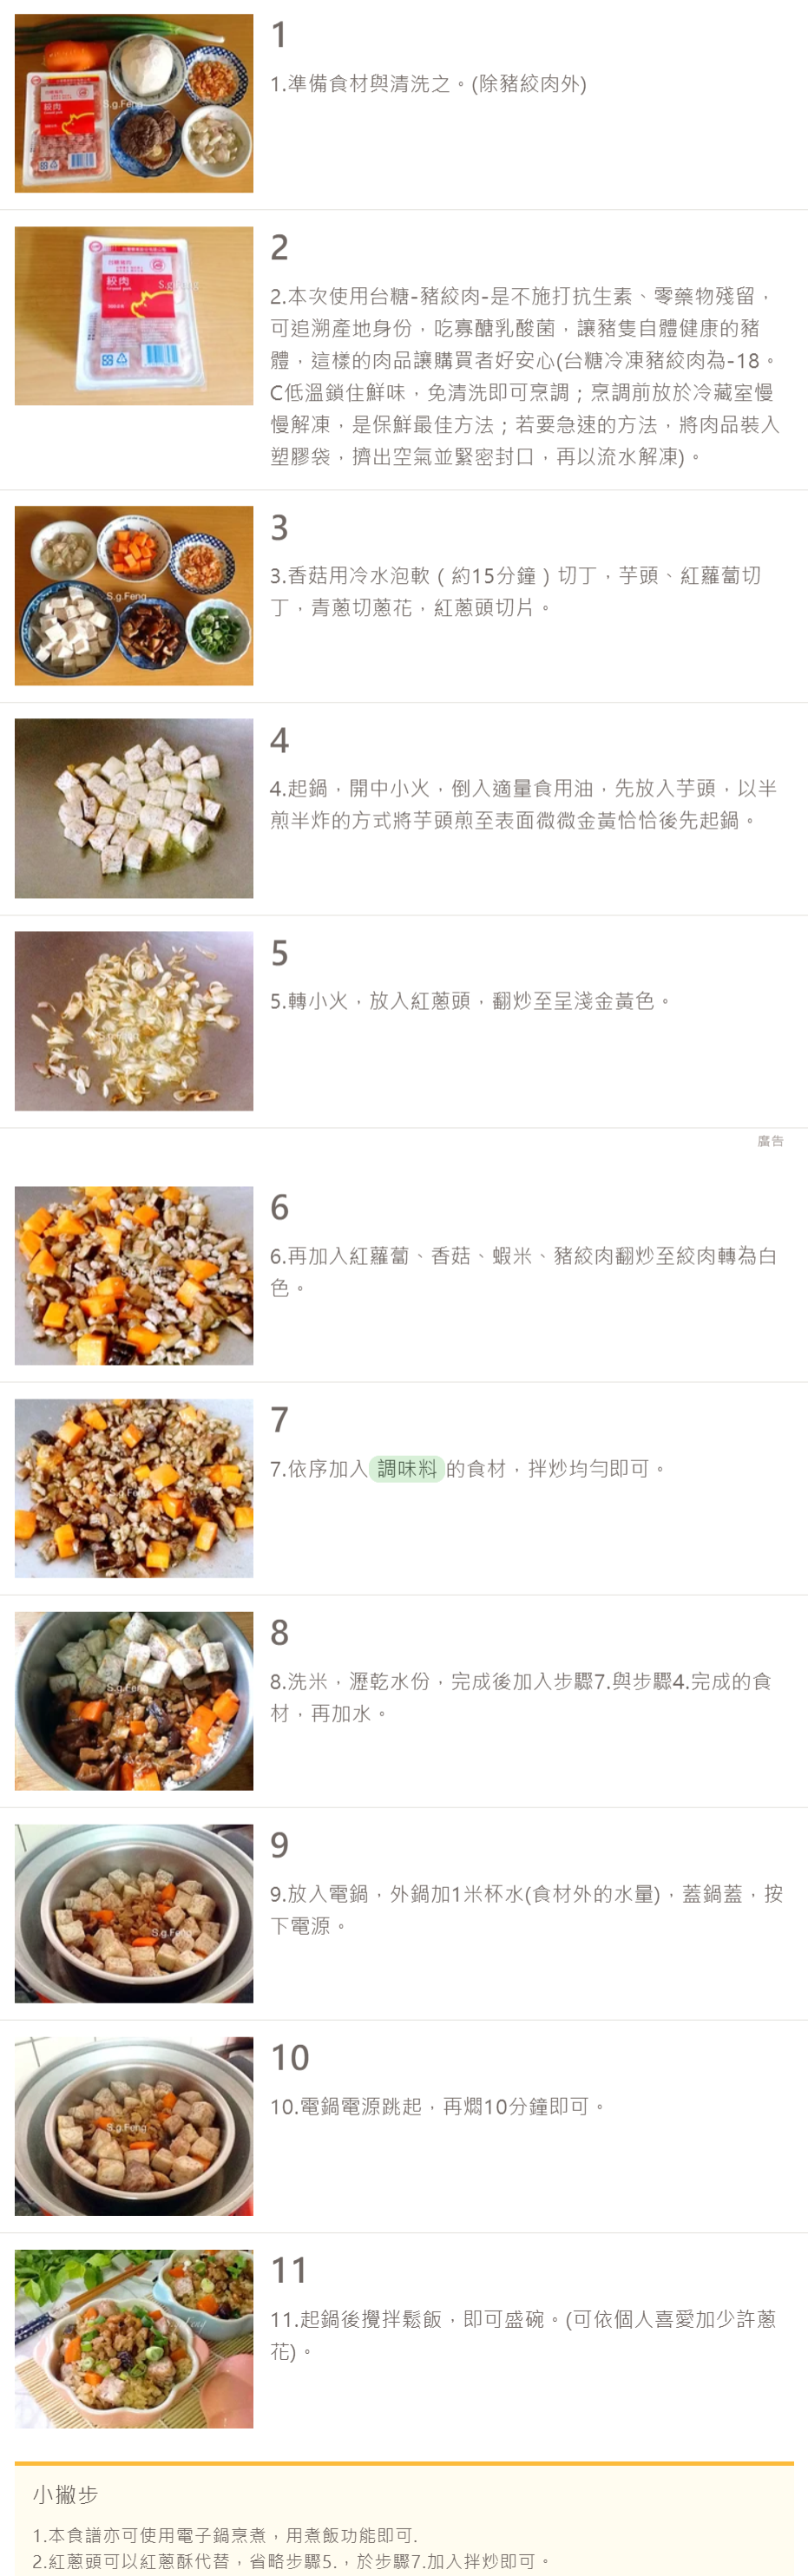 1
1.準備食材與清洗之。(除豬絞肉外)
S.g.Feng
絞肉
2
2.本次使用台糖-豬絞肉-是不施打抗生素、零藥物殘留，
可追溯產地身份，吃寡醣乳酸菌，讓豬隻自體健康的豬
體，這樣的肉品讓購買者好安心(台糖冷凍豬絞肉為-18。
C低溫鎖住鮮味，免清洗即可烹調；烹調前放於冷藏室慢
慢解凍，是保鮮最佳方法；若要急速的方法，將肉品裝入
塑膠袋，擠出空氣並緊密封口，再以流水解凍)。
絞肉
3
3.香菇用冷水泡軟（約15分鐘）切丁，芋頭、紅蘿蔔切
丁，青蔥切蔥花，紅蔥頭切片。
S.g.Feng
4
4.起鍋，開中小火，倒入適量食用油，先放入芋頭，以半
煎半炸的方式將芋頭煎至表面微微金黃恰恰後先起鍋。
5
5.轉小火，放入紅蔥頭，翻炒至呈淺金黃色。
廣告
6
6.再加入紅蘿蔔、香菇、蝦米、豬絞肉翻炒至絞肉轉為白
色。
7
7.依序加入 調味料 的食材，拌炒均勻即可。
8
8.洗米，瀝乾水份，完成後加入步驟7.與步驟4.完成的食
材，再加水。
S.g.Feng
9
9.放入電鍋，外鍋加1米杯水(食材外的水量)，蓋鍋蓋，按
下電源。
S.g.Feng
10
10.電鍋電源跳起，再燜10分鐘即可。
S.g.Feng
11
11.起鍋後攪拌鬆飯，即可盛碗。(可依個人喜愛加少許蔥
花)。
小撇步
1.本食譜亦可使用電子鍋烹煮，用煮飯功能即可.
2.紅蔥頭可以紅蔥酥代替，省略步驟5.，於步驟7.加入拌炒即可。